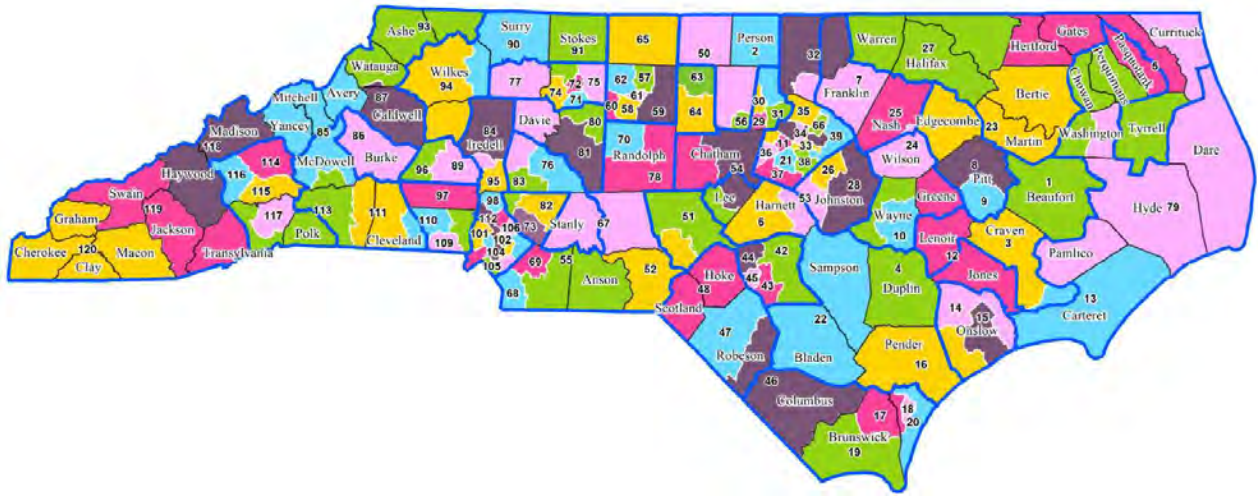 Ashe 93
Surry
90
Stokes
91
65
50
Person
2
32
Warren
27
Halifax
Hertford
Gates
Pasquotank
5
Currituck
Perquimans
Chowan
Watauga
Wilkes
94
77
74
72
71
75
62
57
61
60
58
59
63
64
56
30
29
31
35
7
Franklin
25
Nash
Edgecombe
Bertie
23
Martin
Washington
Tyrrell
Dare
Mitchell
Avery
Yancey
85
87
Caldwell
Madison
118
McDowell
86
Burke
84
Iredell
Davie
80
81
70
Randolph
78
Chatham
54
34
66
36
11
33
39
21
38
37
26
24
Wilson
8
Pitt
9
1
Beaufort
Hyde 79
Haywood
116
114
115
96
89
76
83
95
Lee
Harnett
6
53
28
Johnston
Wayne
10
Greene
Lenoir
12
Craven
3
Pamlico
Swain
119
Jackson
Graham
Cherokee
120
Clay
Macon
Transylvania
117
113
Polk
111
Cleveland
97
110
109
98
112
101
106
102
104
105
82
73
Stanly
67
51
69
68
55
Anson
52
Hoke
48
Scotland
44
42
45
43
Sampson
4
Duplin
Jones
14
15
Onslow
13
Carteret
47
Robeson
22
Bladen
Pender
16
46
Columbus
17
18
20
Brunswick
19